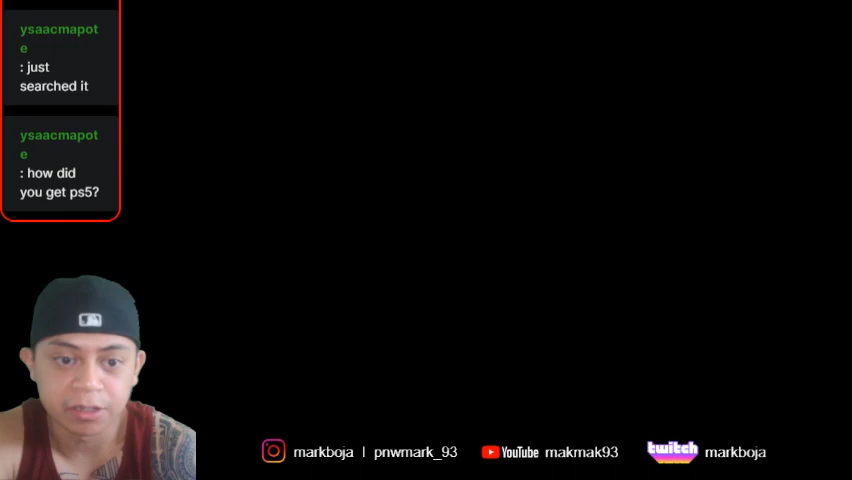 ysaacmapot
e
: just
searched it
ysaacmapot
e
: how did
you get ps5?
markboja | pnwmark_93 YouTube makmak93 twitch markboja